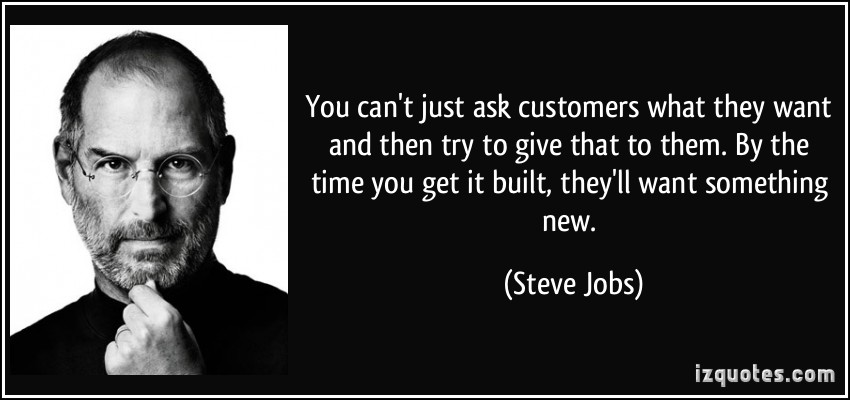 You can't just ask customers what they want
and then try to give that to them. By the
time you get it built, they'll want something
new.
(Steve Jobs)
izquotes.com